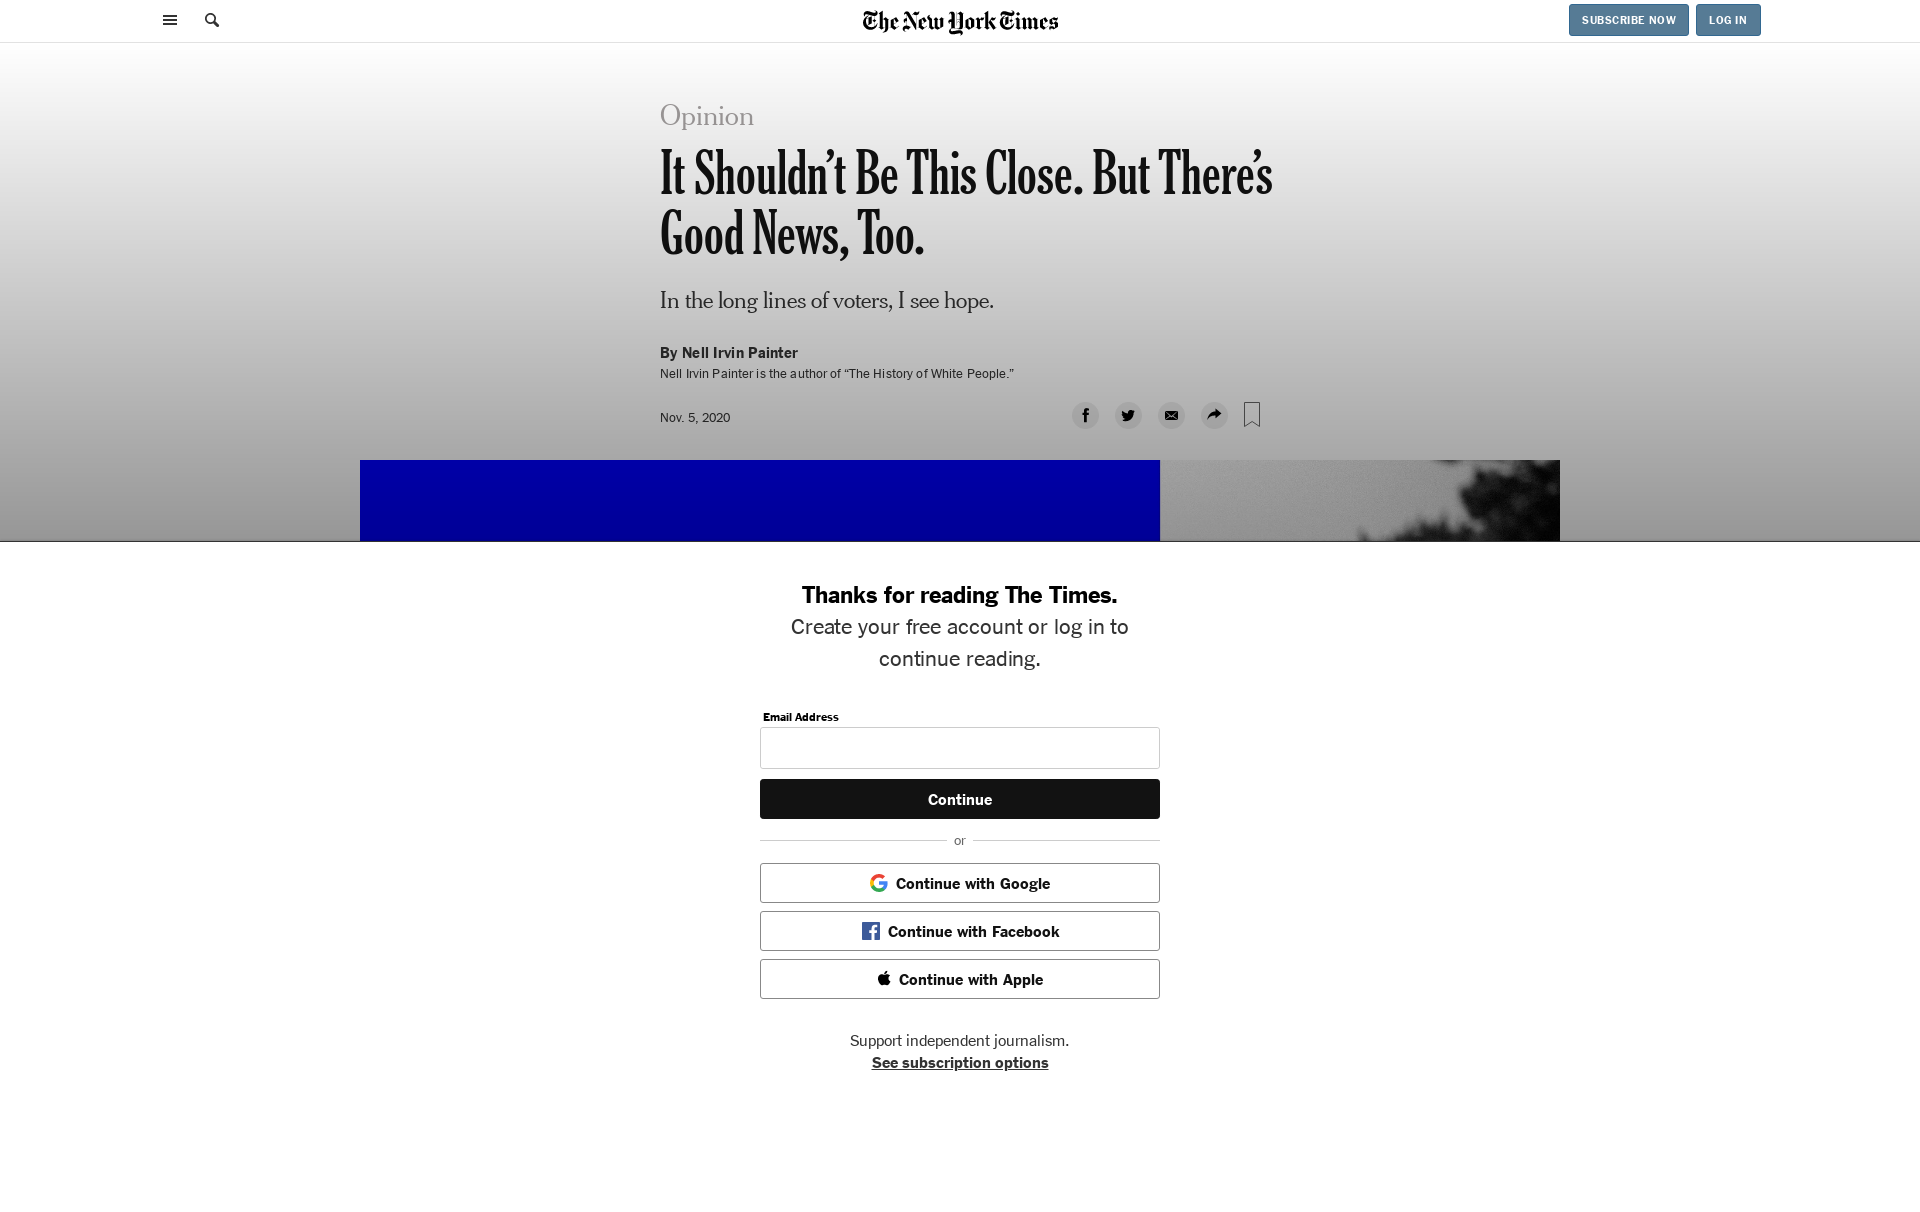 The New York Times
SUBSCRIBE NOW
LOG IN
Opinion
It Shouldn’t Be This Close. But There’s
Good News, Too.
In the long lines of voters, I see hope.
By Nell Irvin Painter
Nell Irvin Painter is the author of “The History of White People.”
Nov. 5, 2020
Thanks for reading The Times.
Create your free account or log in to
continue reading.
Email Address
Continue
or
Continue with Google
Continue with Facebook
Continue with Apple
Support independent journalism.
See subscription options